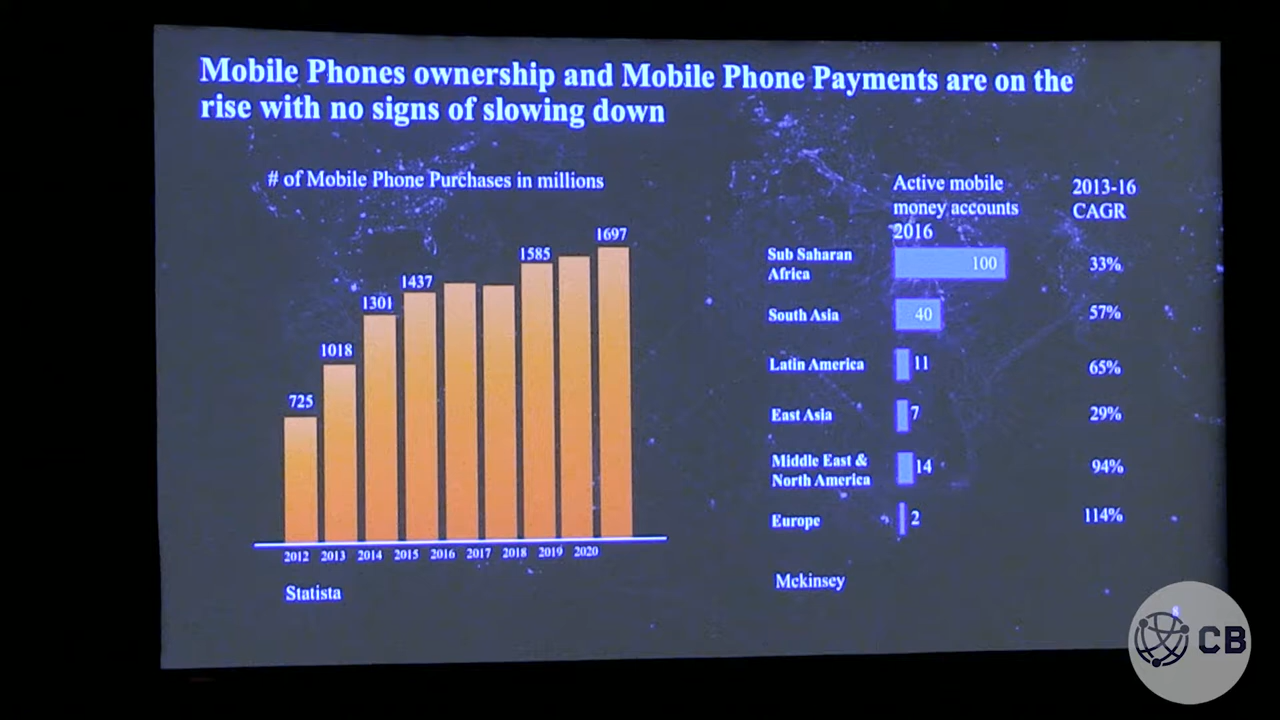 Mobile Phones ownership and Mobile Phone Payments are on the
rise with no signs of slowing down
# of Mobile Phone Purchases in millions
725
1018
1301
1437
1585
1697
2012 2013 2014 2015 2016 2017 2018 2019 2020
Statista
Active mobile
money accounts
2016
2013-16
CAGR
Sub Saharan
Africa
100
33%
South Asia
40
57%
Latin America
11
65%
East Asia
7
29%
Middle East &
North America
14
94%
Europe
2
114%
Mckinsey
8
CB